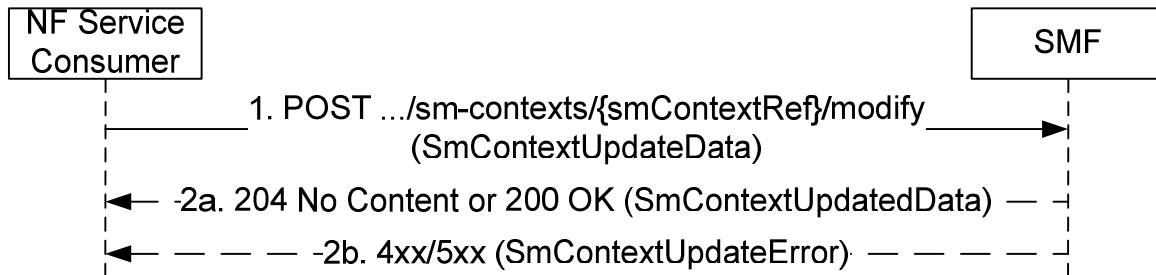 NF Service
Consumer
SMF
1. POST .../sm-contexts/{smContextRef}/modify
(SmContextUpdateData)
2a. 204 No Content or 200 OK (SmContextUpdatedData)
2b. 4xx/5xx (SmContextUpdateError)